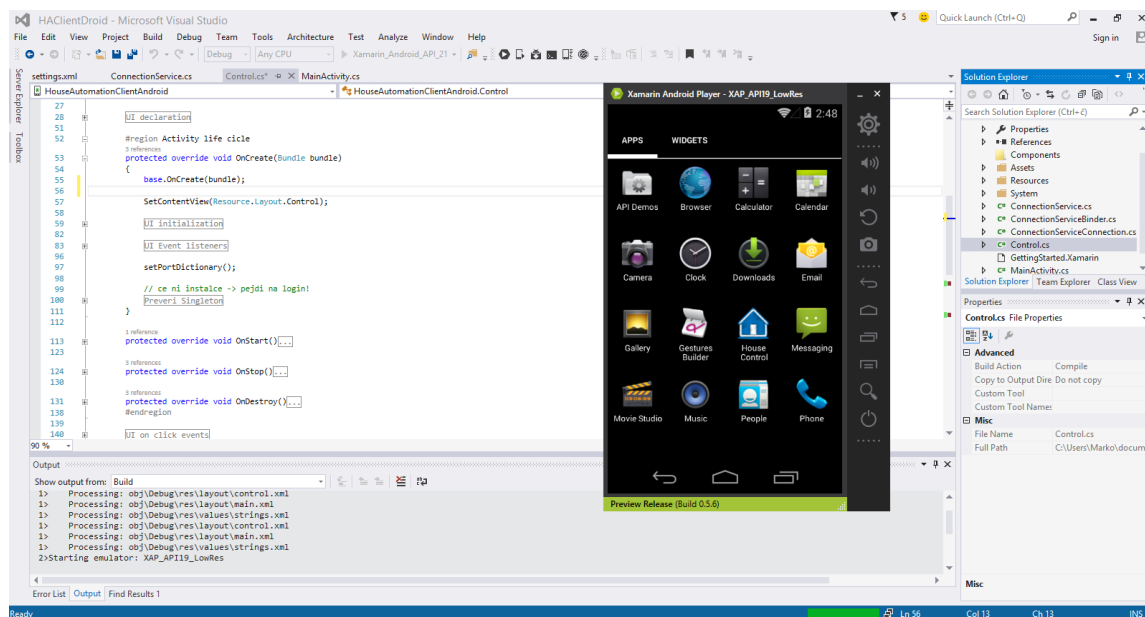 HAClientDroid - Microsoft Visual Studio
5
Quick Launch (Ctrl+Q)
File Edit View Project Build Debug Team Tools Architecture Test Analyze Window Help
Sign in
Debug Any CPU Xamarin_Android_API_21
Server Explorer
Toolbox
settings.xml ConnectionService.cs Control.cs* MainActivity.cs
HouseAutomationClientAndroid HouseAutomationClientAndroid.Control
27
28 UI declaration
51
52 #region Activity life cicle
3 references
53 protected override void OnCreate(Bundle bundle)
54 {
55 base.OnCreate(bundle);
56
57 SetContentView(Resource.Layout.Control);
58
59 UI initialization
82
83 UI Event listeners
96
97 setPortDictionary();
98
99 // ce ni instalce -> pejdi na login!
100 Preveri Singleton
111 }
112
1 reference
113 protected override void OnStart()...
123
3 references
124 protected override void OnStop()...
130
3 references
131 protected override void OnDestroy()...
138 #endregion
139
140 UI on click events
90 %
Xamarin Android Player - XAP_API19_LowRes
2:48
APPS WIDGETS
API Demos Browser Calculator Calendar
Camera Clock Downloads Email
Gallery Gestures Builder House Control Messaging
Movie Studio Music People Phone
Preview Release (Build 0.5.6)
Output
Show output from: Build
1> Processing: obj\Debug\res\layout\control.xml
1> Processing: obj\Debug\res\layout\main.xml
1> Processing: obj\Debug\res\values\strings.xml
1> Processing: obj\Debug\res\layout\control.xml
1> Processing: obj\Debug\res\layout\main.xml
1> Processing: obj\Debug\res\values\strings.xml
2>Starting emulator: XAP_API19_LowRes
Error List Output Find Results 1
Solution Explorer
Search Solution Explorer (Ctrl+č)
Properties
References
Components
Assets
Resources
System
C# ConnectionService.cs
C# ConnectionServiceBinder.cs
C# ConnectionServiceConnection.cs
C# Control.cs
GettingStarted.Xamarin
C# MainActivity.cs
Solution Explorer Team Explorer Class View
Properties
Control.cs File Properties
Advanced
Build Action Compile
Copy to Output Dire Do not copy
Custom Tool
Custom Tool Names
Misc
File Name Control.cs
Full Path C:\Users\Marko\docum
Misc
Ready Ln 56 Col 13 Ch 13 INS